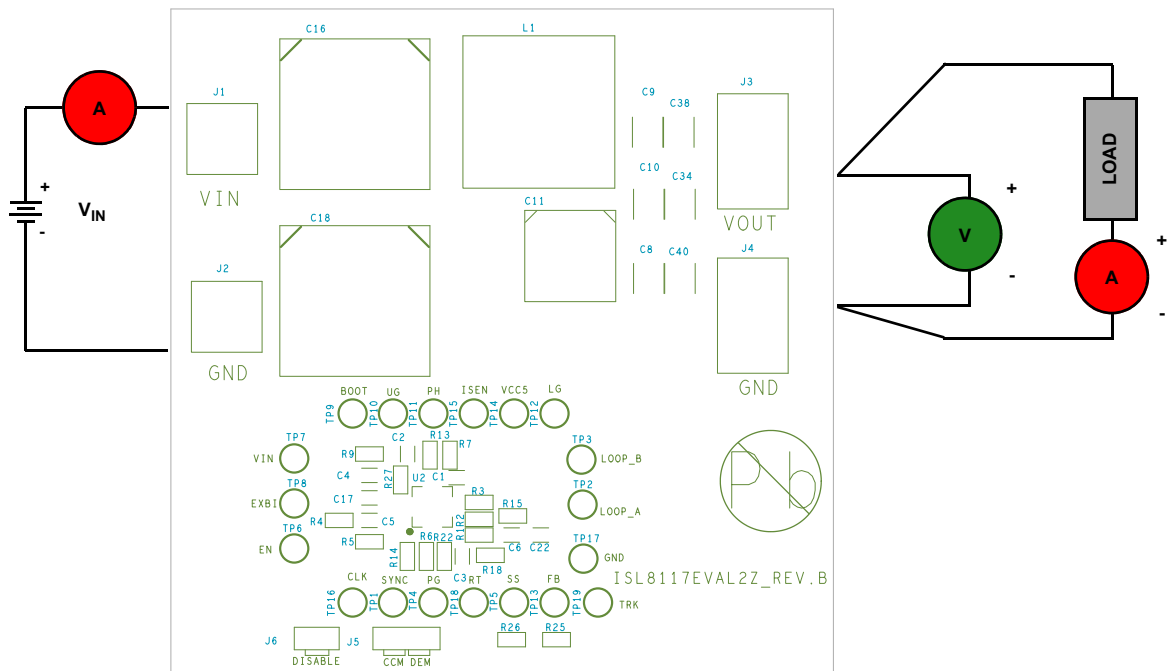 C16
L1
J1
C9
C38
J3
A
VIN
+
-
V_IN
C10
C34
C11
VOUT
LOAD
+
V
-
+
A
-
C18
J2
C8
C40
J4
GND
GND
BOOT
UG
PH
ISEN
VCC5
LG
TP9
TP10
TP11
TP15
TP14
TP12
TP7
VIN
R9
C2
R13
R7
TP3
LOOP_B
C4
R27
U2
C1
TP8
EXBI
C17
R3
TP2
LOOP_A
R4
C5
R2
R15
TP6
EN
R5
R1
R14
R6
R22
C6
C22
TP17
GND
C3
R18
ISL8117EVAL2Z_REV.B
Pb
CLK
SYNC
PG
RT
SS
FB
TRK
TP16
TP1
TP4
TP18
TP5
TP13
TP19
J6
J5
R26
R25
DISABLE
CCM DEM